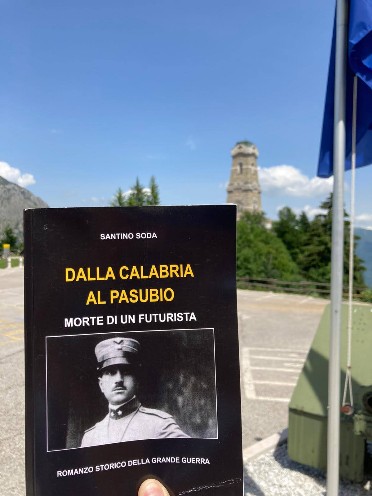 SANTINO SODA
DALLA CALABRIA
AL PASUBIO
MORTE DI UN FUTURISTA
ROMANZO STORICO DELLA GRANDE GUERRA